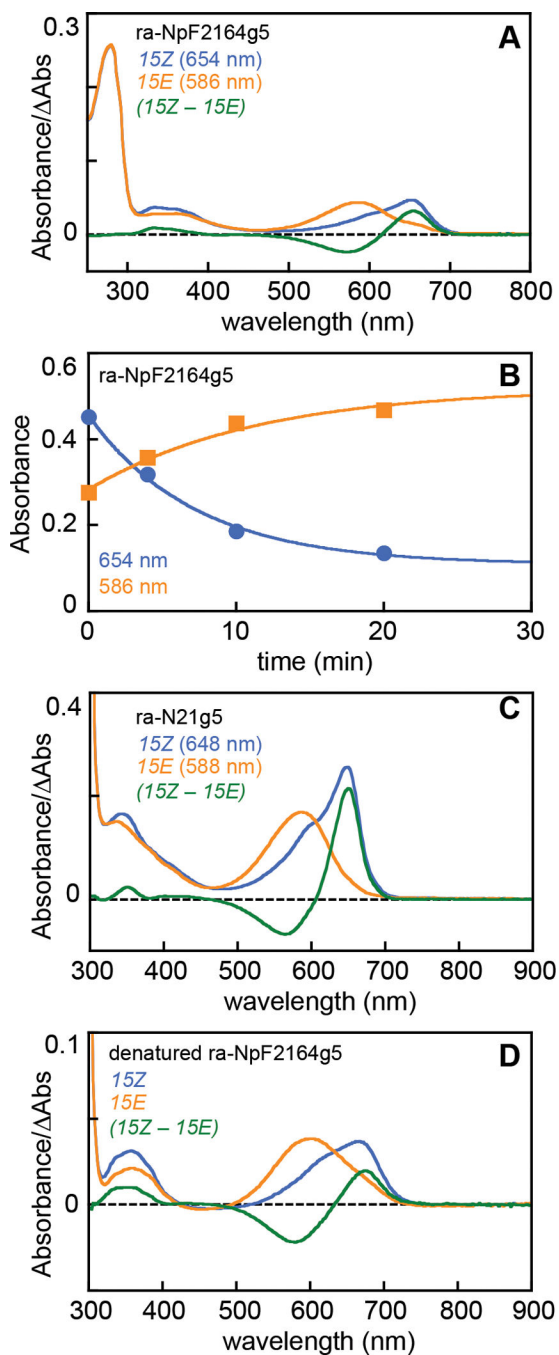 A
ra-NpF2164g5
15Z (654 nm)
15E (586 nm)
(15Z – 15E)
0.3
0
Absorbance/ΔAbs
300 400 500 600 700 800
wavelength (nm)
B
ra-NpF2164g5
0.6
0.4
0.2
0
Absorbance
654 nm
586 nm
0 10 20 30
time (min)
C
ra-N21g5
15Z (648 nm)
15E (588 nm)
(15Z – 15E)
0.4
0
Absorbance/ΔAbs
300 400 500 600 700 800 900
wavelength (nm)
D
denatured ra-NpF2164g5
15Z
15E
(15Z – 15E)
0.1
0
Absorbance/ΔAbs
300 400 500 600 700 800 900
wavelength (nm)